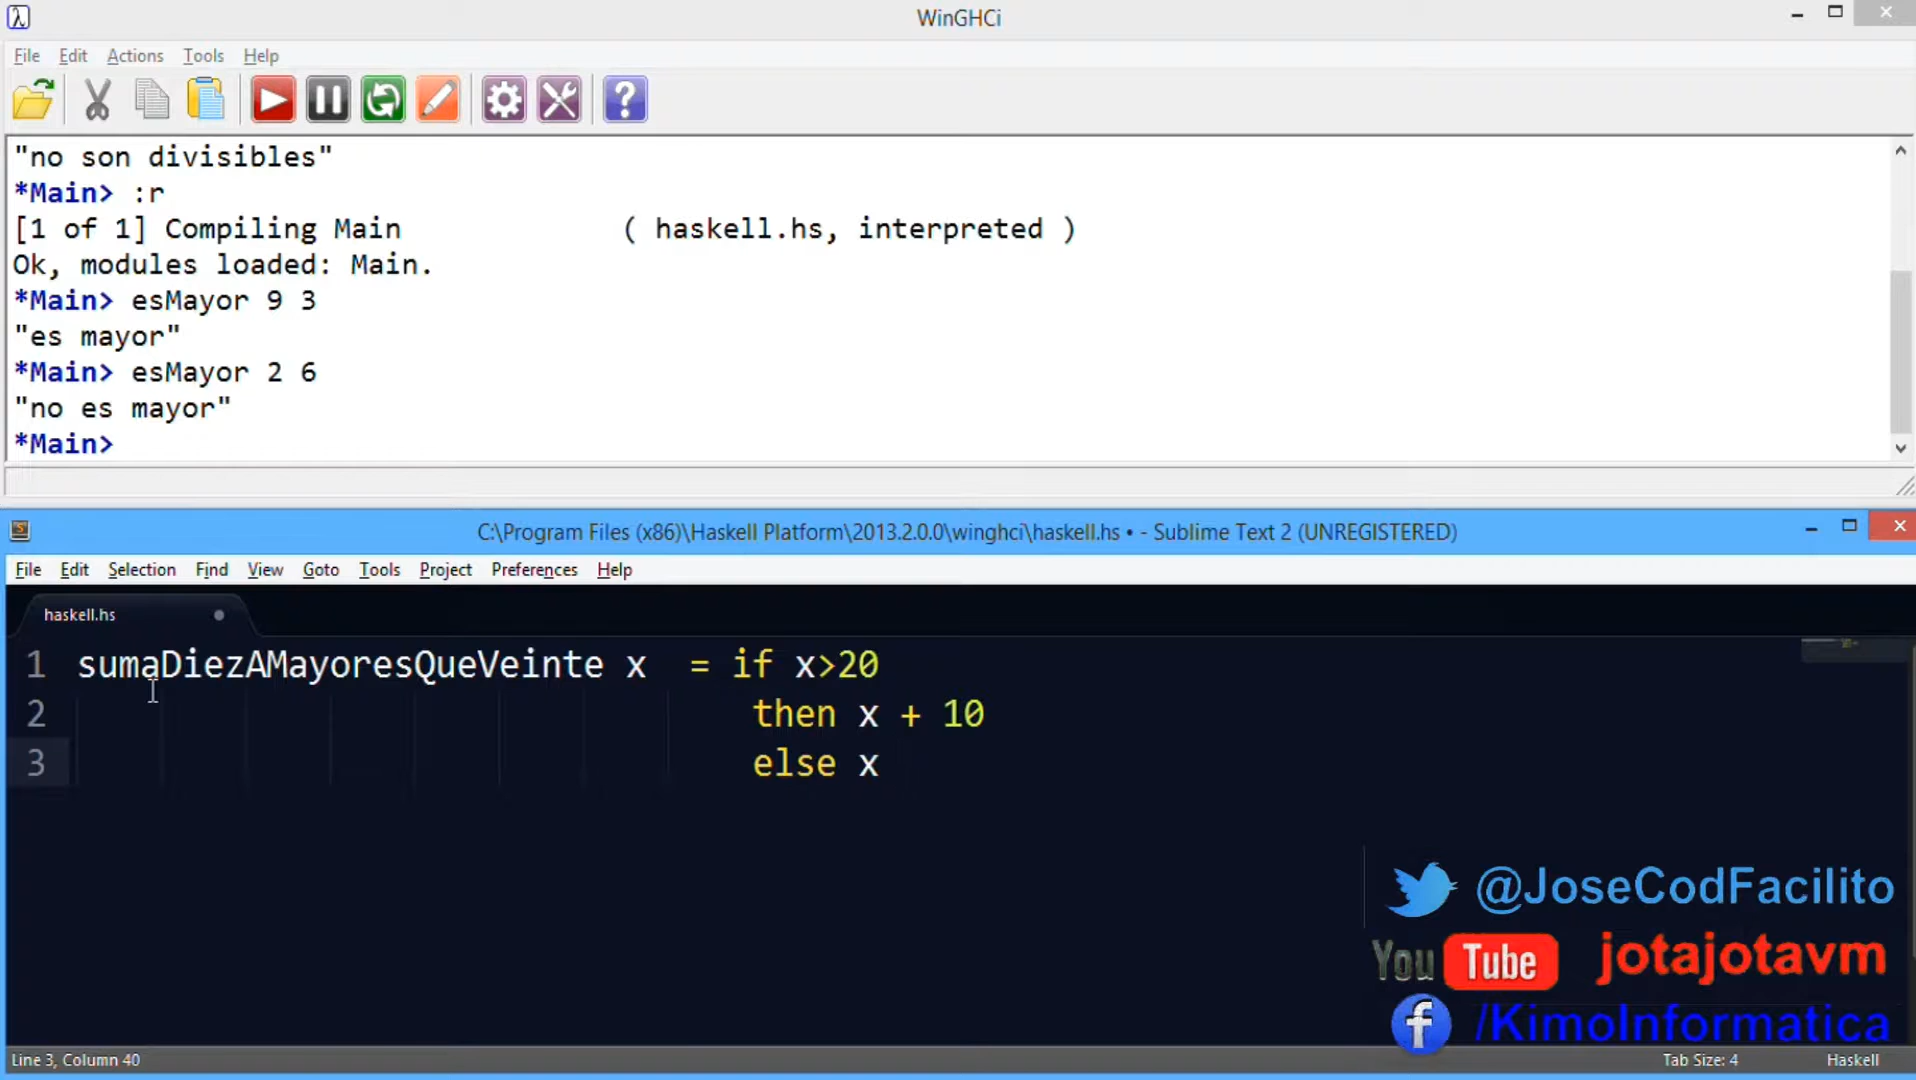 WinGHCi
File Edit Actions Tools Help
"no son divisibles"
*Main> :r
[1 of 1] Compiling Main ( haskell.hs, interpreted )
Ok, modules loaded: Main.
*Main> esMayor 9 3
"es mayor"
*Main> esMayor 2 6
"no es mayor"
*Main>
C:\Program Files (x86)\Haskell Platform\2013.2.0.0\winghci\haskell.hs • - Sublime Text 2 (UNREGISTERED)
File Edit Selection Find View Goto Tools Project Preferences Help
haskell.hs
1 sumaDiezAMayoresQueVeinte x = if x>20
2 then x + 10
3 else x
@JoseCodFacilito
You Tube jotajotavm
f /KimoInformatica
Line 3, Column 40 Tab Size: 4 Haskell